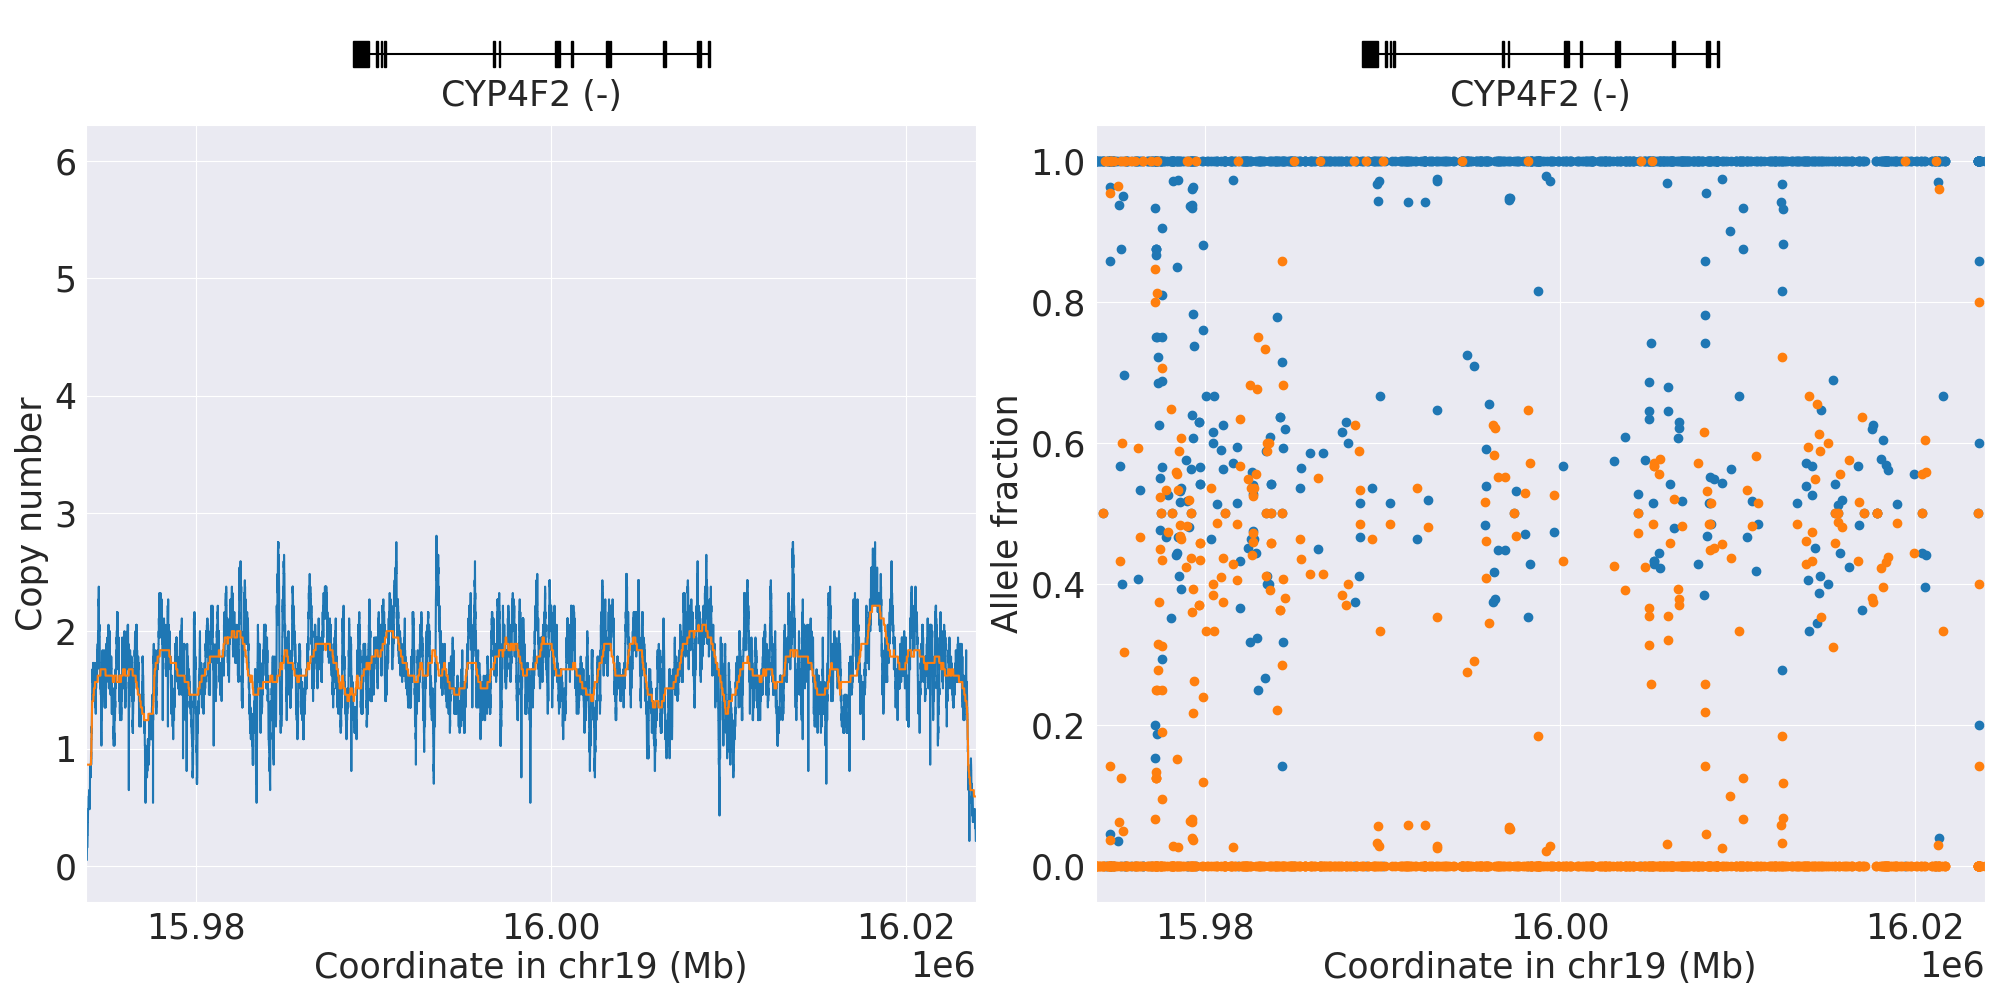 CYP4F2 (-)
6
5
4
3
2
1
0
Copy number
15.98
16.00
16.02
Coordinate in chr19 (Mb)
1e6
CYP4F2 (-)
1.0
0.8
0.6
0.4
0.2
0.0
Allele fraction
15.98
16.00
16.02
Coordinate in chr19 (Mb)
1e6